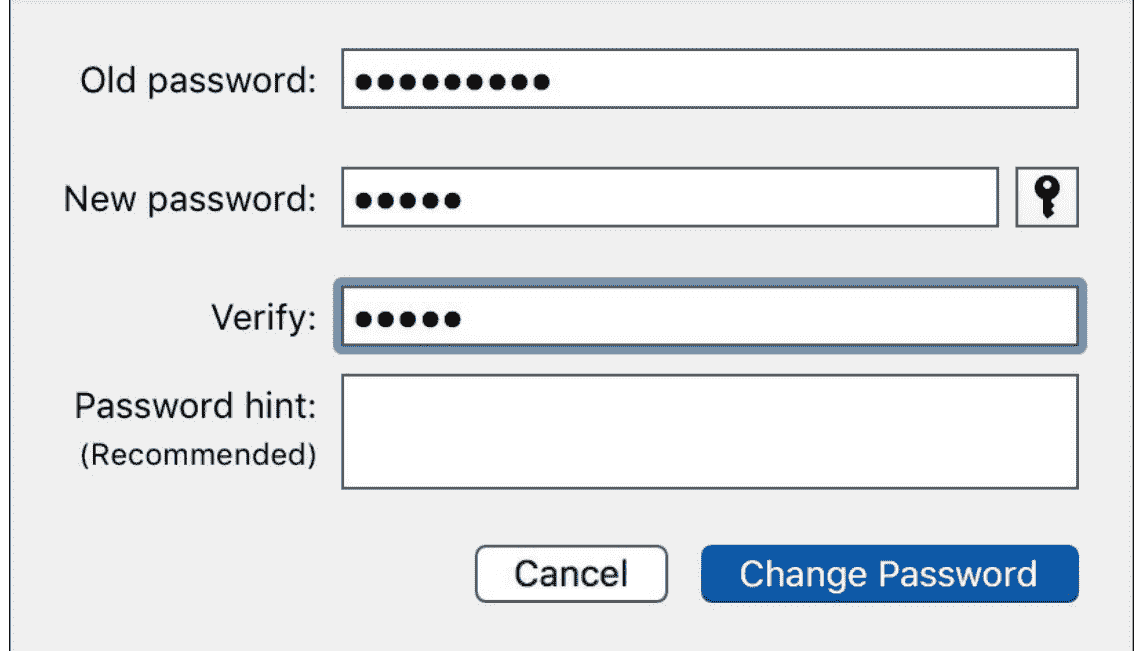 Old password: •••••••••
New password: •••••
Verify: •••••
Password hint:
(Recommended)
Cancel Change Password